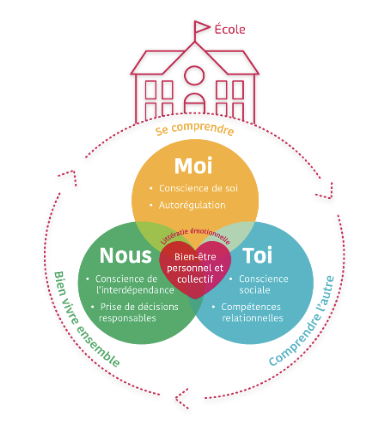 École
Se comprendre
Moi
• Conscience de soi
• Autorégulation
Littératie émotionnelle
Nous
• Conscience de
l'interdépendance
• Prise de décisions
responsables
Bien-être
personnel et
collectif
Toi
• Conscience
sociale
• Compétences
relationnelles
Bien vivre ensemble
Comprendre l'autre